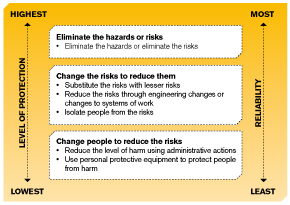 HIGHEST
MOST
Eliminate the hazards or risks
• Eliminate the hazards or eliminate the risks
Change the risks to reduce them
• Substitute the risks with lesser risks
• Reduce the risks through engineering changes or
changes to systems of work
• Isolate people from the risks
Change people to reduce the risks
• Reduce the level of harm using administrative actions
• Use personal protective equipment to protect people
from harm
LEVEL OF PROTECTION
RELIABILITY
LOWEST
LEAST